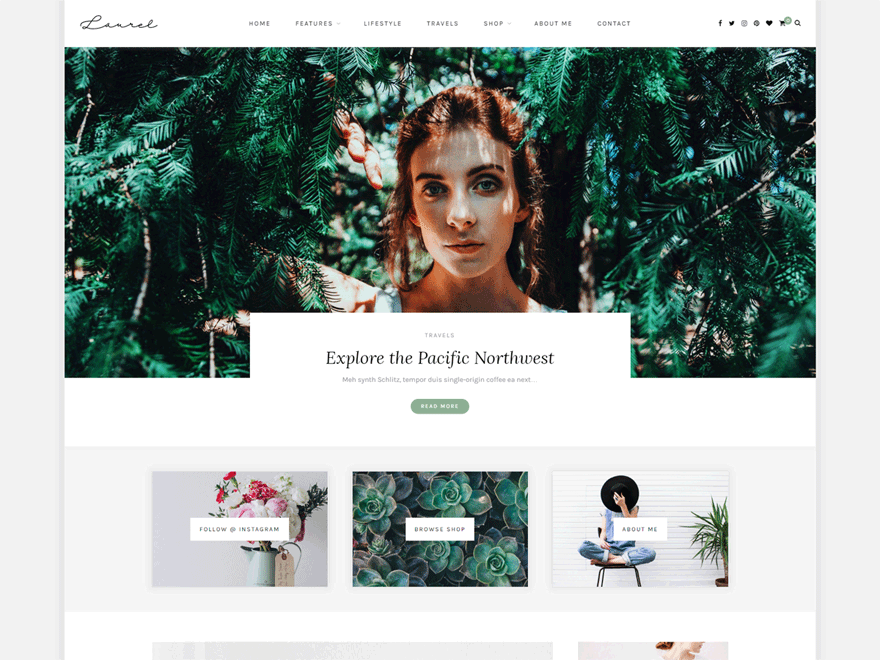 Laurel
HOME FEATURES LIFESTYLE TRAVELS SHOP ABOUT ME CONTACT
0
TRAVELS
Explore the Pacific Northwest
Meh synth Schlitz, tempor duis single-origin coffee ea next ...
READ MORE
FOLLOW @ INSTAGRAM
BROWSE SHOP
ABOUT ME